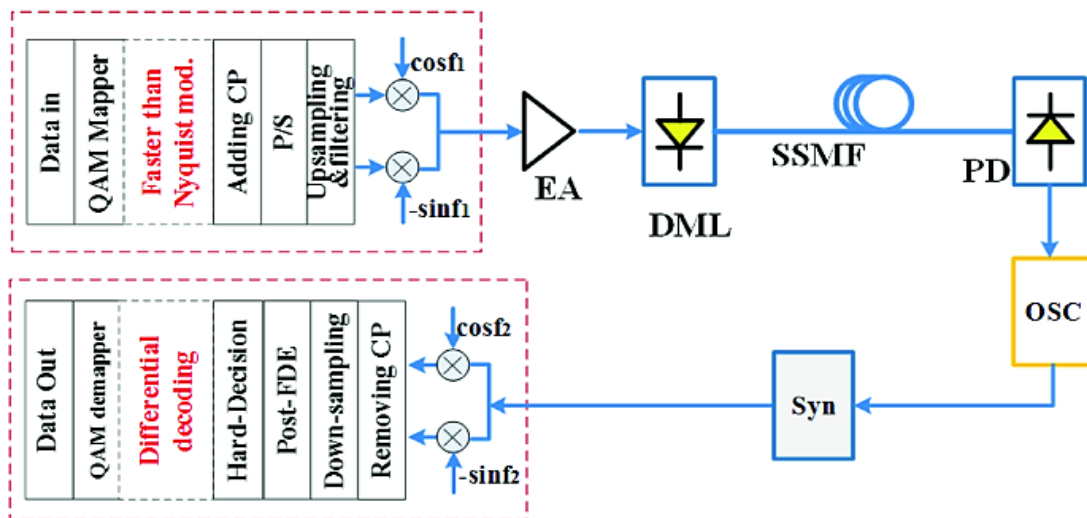 Data in
QAM Mapper
Faster than
Nyquist mod.
Adding CP
P/S
Upsampling
&filtering
cosf1
-sinf1
EA
DML
SSMF
PD
OSC
Syn
cosf2
-sinf2
Data Out
QAM demapper
Differential
decoding
Hard-Decision
Post-FDE
Down-sampling
Removing CP